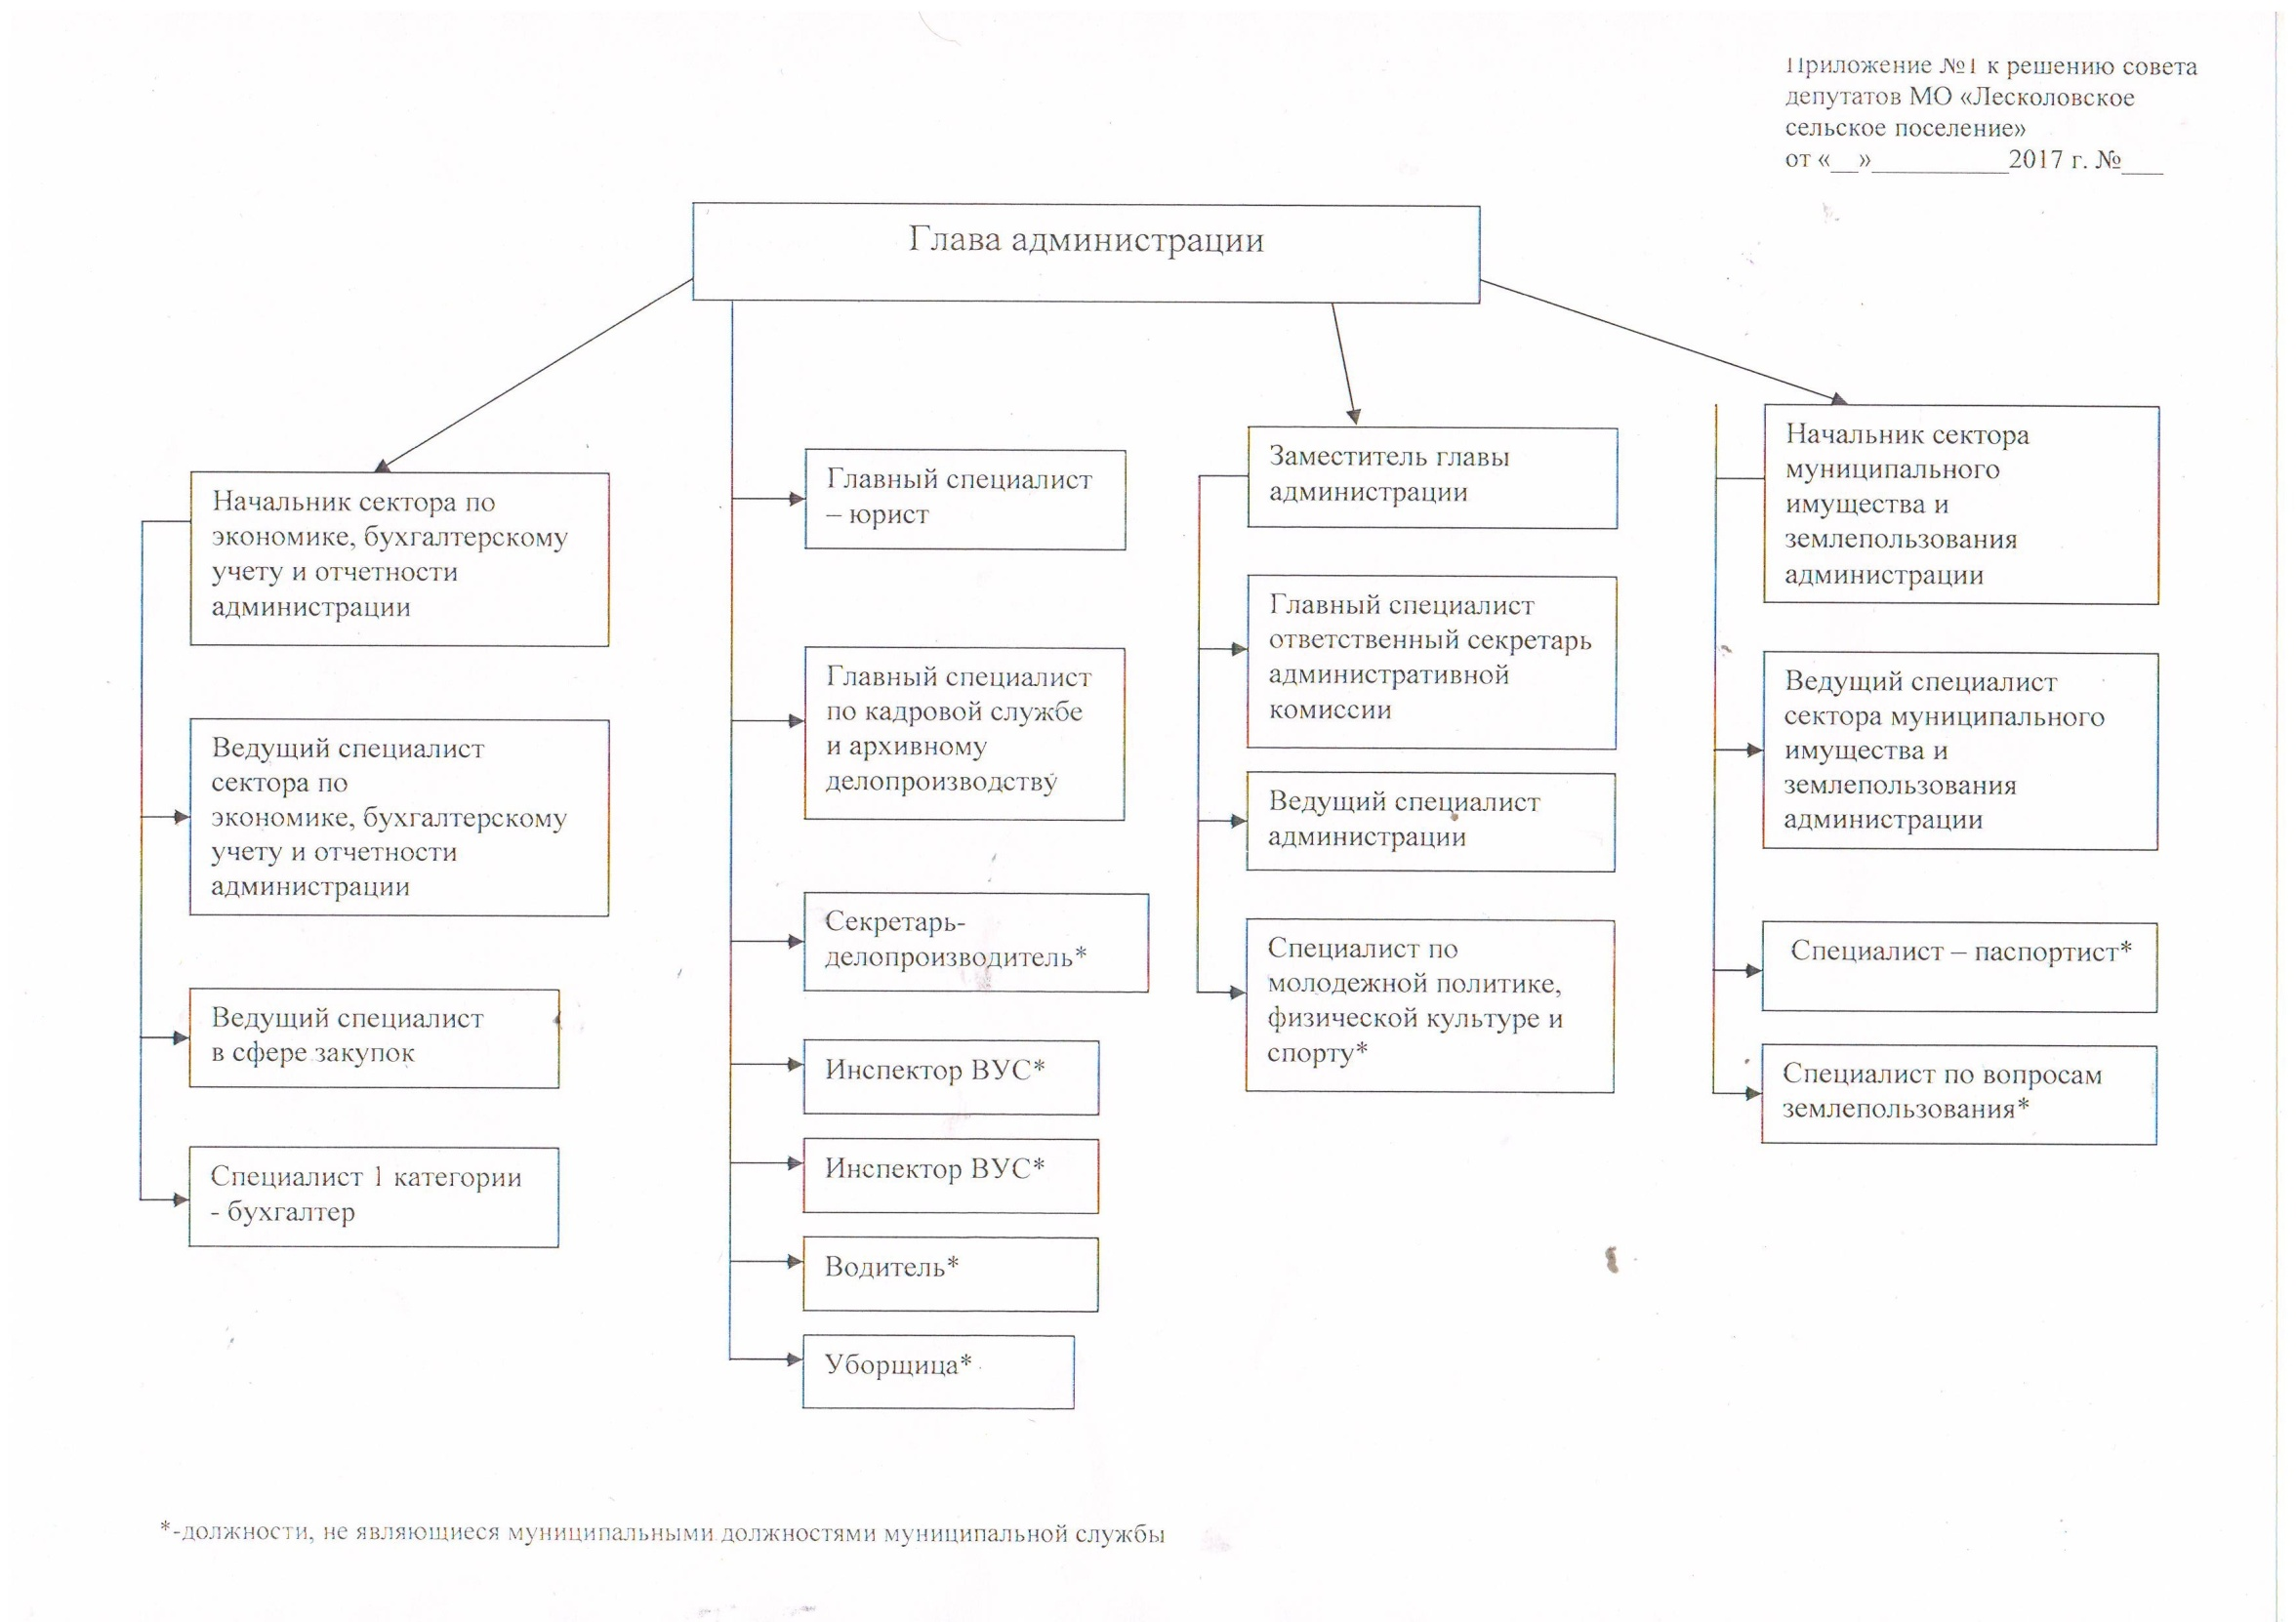 Приложение №1 к решению совета
депутатов МО «Лесколовское
сельское поселение»
от «__»__________2017 г. №___
Глава администрации
Начальник сектора по
экономике, бухгалтерскому
учету и отчетности
администрации
Ведущий специалист
сектора по
экономике, бухгалтерскому
учету и отчетности
администрации
Ведущий специалист
в сфере закупок
Специалист 1 категории
- бухгалтер
Главный специалист
– юрист
Главный специалист
по кадровой службе
и архивному
делопроизводству
Секретарь-
делопроизводитель*
Инспектор ВУС*
Инспектор ВУС*
Водитель*
Уборщица*
Заместитель главы
администрации
Главный специалист
ответственный секретарь
административной
комиссии
Ведущий специалист
администрации
Специалист по
молодежной политике,
физической культуре и
спорту*
Начальник сектора
муниципального
имущества и
землепользования
администрации
Ведущий специалист
сектора муниципального
имущества и
землепользования
администрации
Специалист – паспортист*
Специалист по вопросам
землепользования*
*-должности, не являющиеся муниципальными должностями муниципальной службы